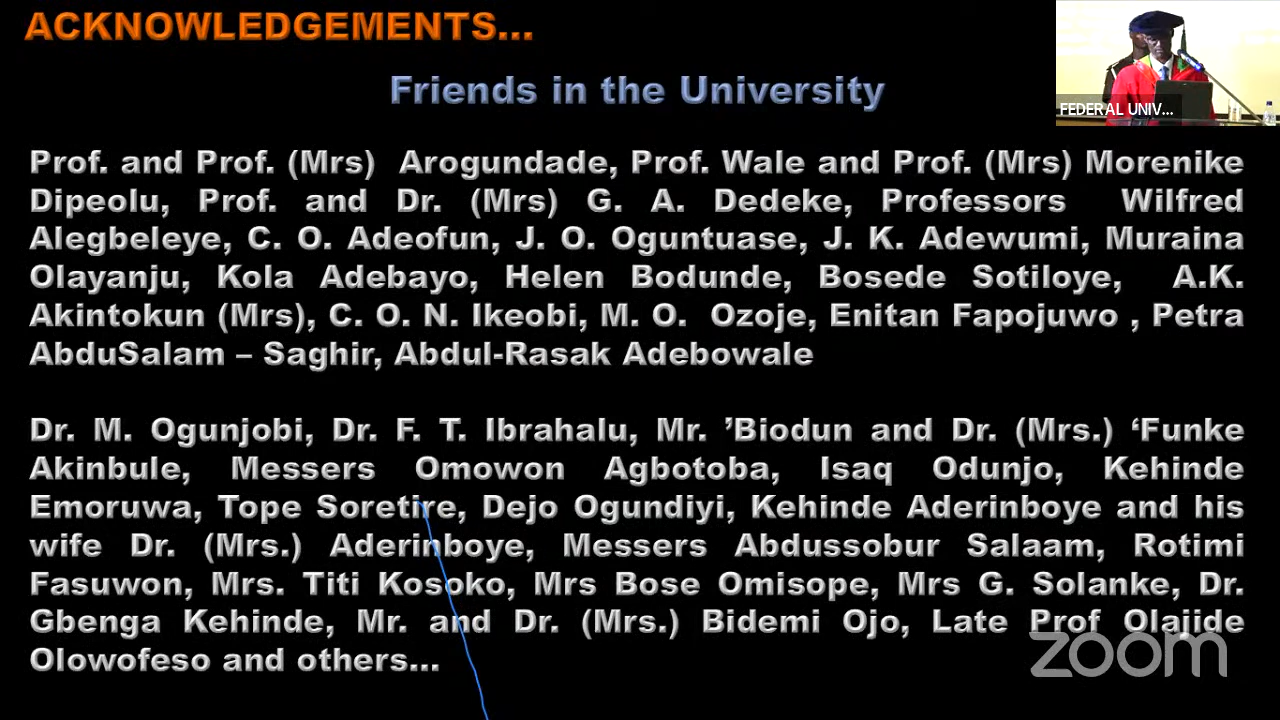 ACKNOWLEDGEMENTS...
Friends in the University
FEDERAL UNIV...
Prof. and Prof. (Mrs) Arogundade, Prof. Wale and Prof. (Mrs) Morenike
Dipeolu, Prof. and Dr. (Mrs) G. A. Dedeke, Professors Wilfred
Alegbeleye, C. O. Adeofun, J. O. Oguntuase, J. K. Adewumi, Muraina
Olayanju, Kola Adebayo, Helen Bodunde, Bosede Sotiloye, A.K.
Akintokun (Mrs), C. O. N. Ikeobi, M. O. Ozoje, Enitan Fapojuwo , Petra
AbduSalam – Saghir, Abdul-Rasak Adebowale
Dr. M. Ogunjobi, Dr. F. T. Ibrahalu, Mr. ’Biodun and Dr. (Mrs.) ‘Funke
Akinbule, Messers Omowon Agbotoba, Isaq Odunjo, Kehinde
Emoruwa, Tope Soretire, Dejo Ogundiyi, Kehinde Aderinboye and his
wife Dr. (Mrs.) Aderinboye, Messers Abdussobur Salaam, Rotimi
Fasuwon, Mrs. Titi Kosoko, Mrs Bose Omisope, Mrs G. Solanke, Dr.
Gbenga Kehinde, Mr. and Dr. (Mrs.) Bidemi Ojo, Late Prof Olajide
Olowofeso and others...
zoom